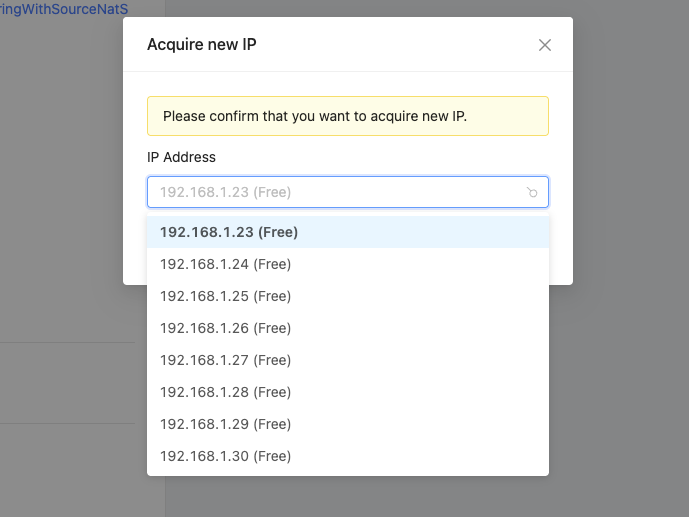 ringWithSourceNatS
Acquire new IP
Please confirm that you want to acquire new IP.
IP Address
192.168.1.23 (Free)
192.168.1.23 (Free)
192.168.1.24 (Free)
192.168.1.25 (Free)
192.168.1.26 (Free)
192.168.1.27 (Free)
192.168.1.28 (Free)
192.168.1.29 (Free)
192.168.1.30 (Free)